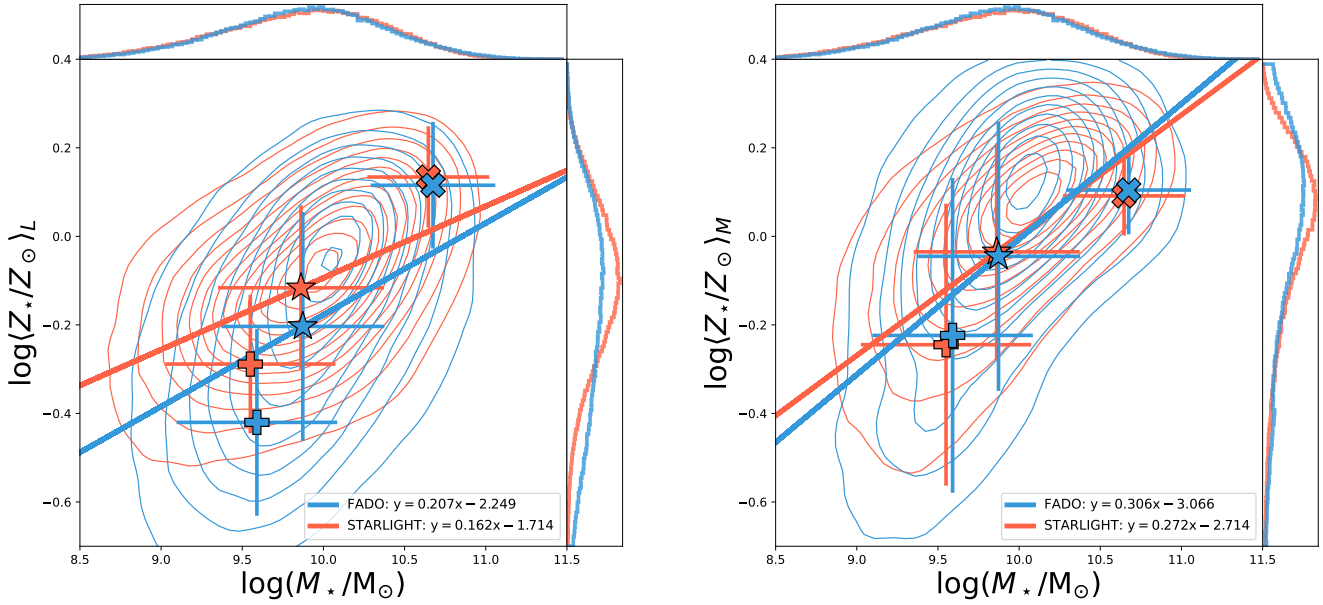 0.4
0.2
0.0
−0.2
−0.4
−0.6
log⟨Z⋆/Z⊙⟩L
8.5 9.0 9.5 10.0 10.5 11.0 11.5
log(M⋆/M⊙)
FADO: y = 0.207x − 2.249
STARLIGHT: y = 0.162x − 1.714
0.4
0.2
0.0
−0.2
−0.4
−0.6
log⟨Z⋆/Z⊙⟩M
8.5 9.0 9.5 10.0 10.5 11.0 11.5
log(M⋆/M⊙)
FADO: y = 0.306x − 3.066
STARLIGHT: y = 0.272x − 2.714